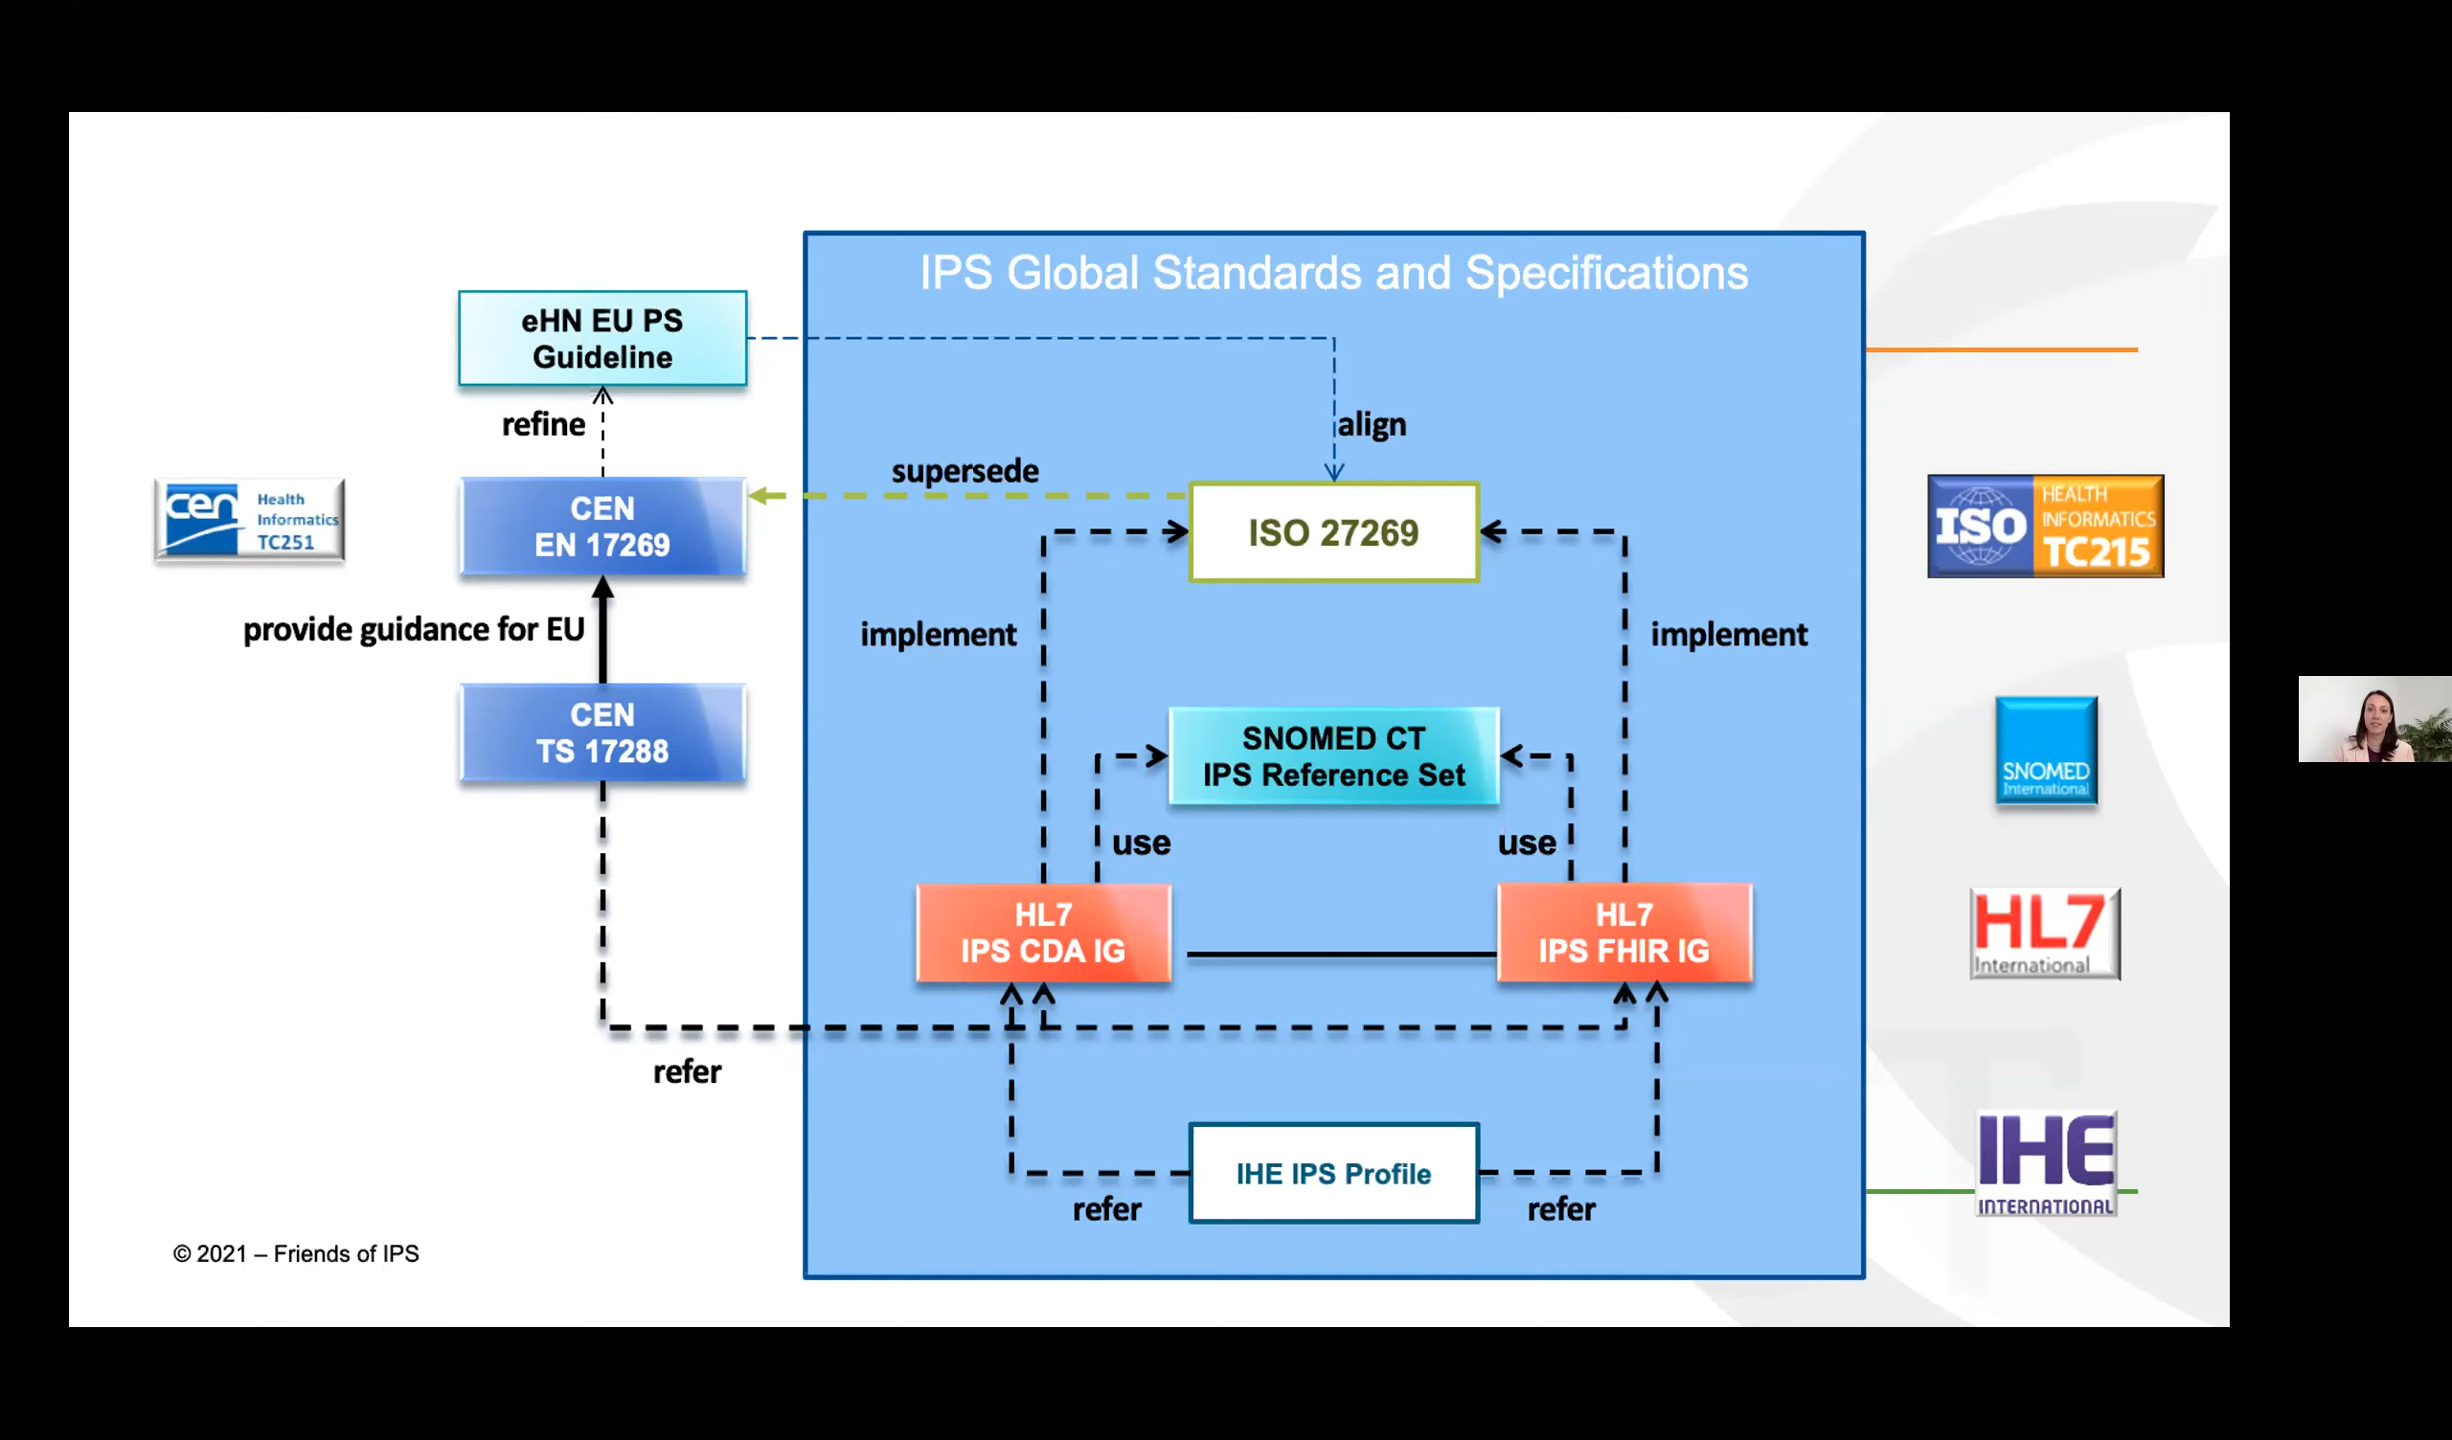 IPS Global Standards and Specifications
eHN EU PS
Guideline
refine
align
supersede
cen
Health
Informatics
TC251
CEN
EN 17269
ISO 27269
ISO
HEALTH
INFORMATICS
TC215
provide guidance for EU
implement
implement
CEN
TS 17288
SNOMED CT
IPS Reference Set
SNOMED
International
use
use
HL7
IPS CDA IG
HL7
IPS FHIR IG
HL7
International
refer
IHE IPS Profile
refer
refer
IHE
INTERNATIONAL
© 2021 – Friends of IPS